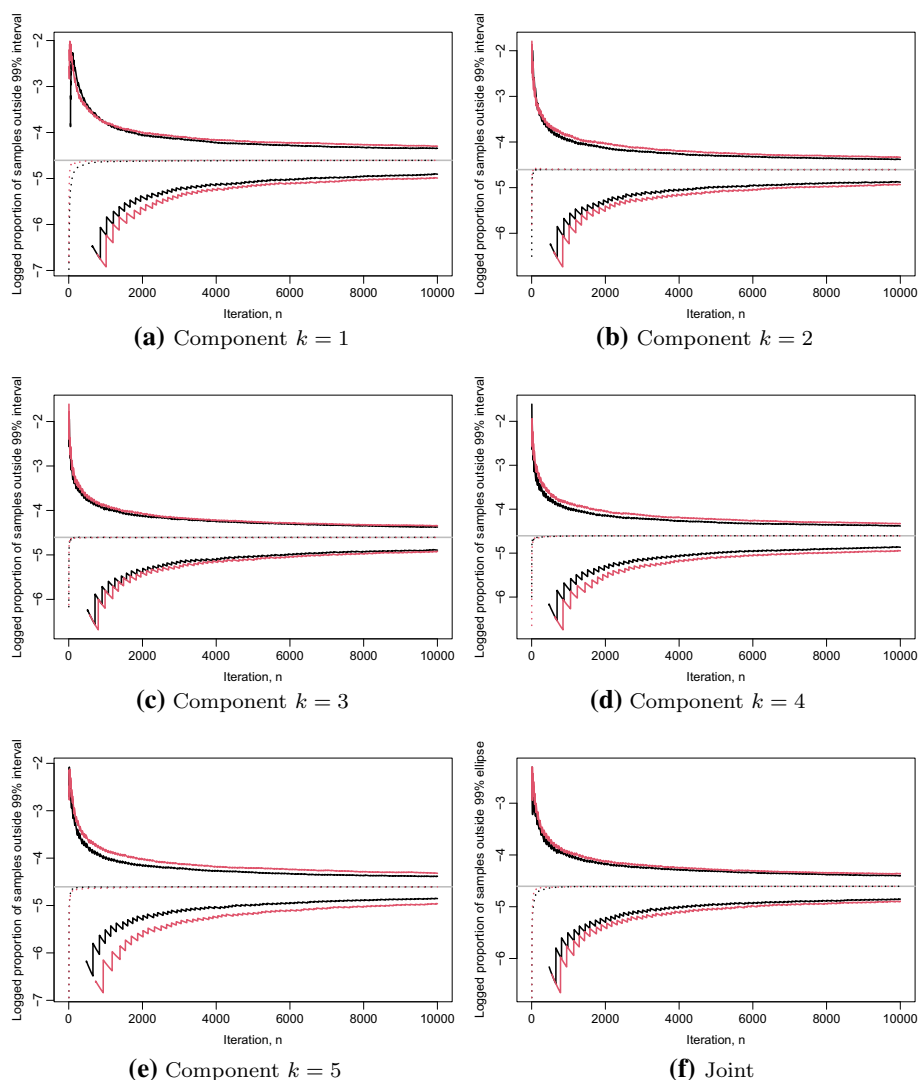 Logged proportion of samples outside 99% interval
-2
-3
-4
-5
-6
-7
0 2000 4000 6000 8000 10000
Iteration, n
(a) Component k = 1
Logged proportion of samples outside 99% interval
-2
-3
-4
-5
-6
0 2000 4000 6000 8000 10000
Iteration, n
(b) Component k = 2
Logged proportion of samples outside 99% interval
-2
-3
-4
-5
-6
0 2000 4000 6000 8000 10000
Iteration, n
(c) Component k = 3
Logged proportion of samples outside 99% interval
-2
-3
-4
-5
-6
0 2000 4000 6000 8000 10000
Iteration, n
(d) Component k = 4
Logged proportion of samples outside 99% interval
-2
-3
-4
-5
-6
-7
0 2000 4000 6000 8000 10000
Iteration, n
(e) Component k = 5
Logged proportion of samples outside 99% ellipse
-3
-4
-5
-6
0 2000 4000 6000 8000 10000
Iteration, n
(f) Joint